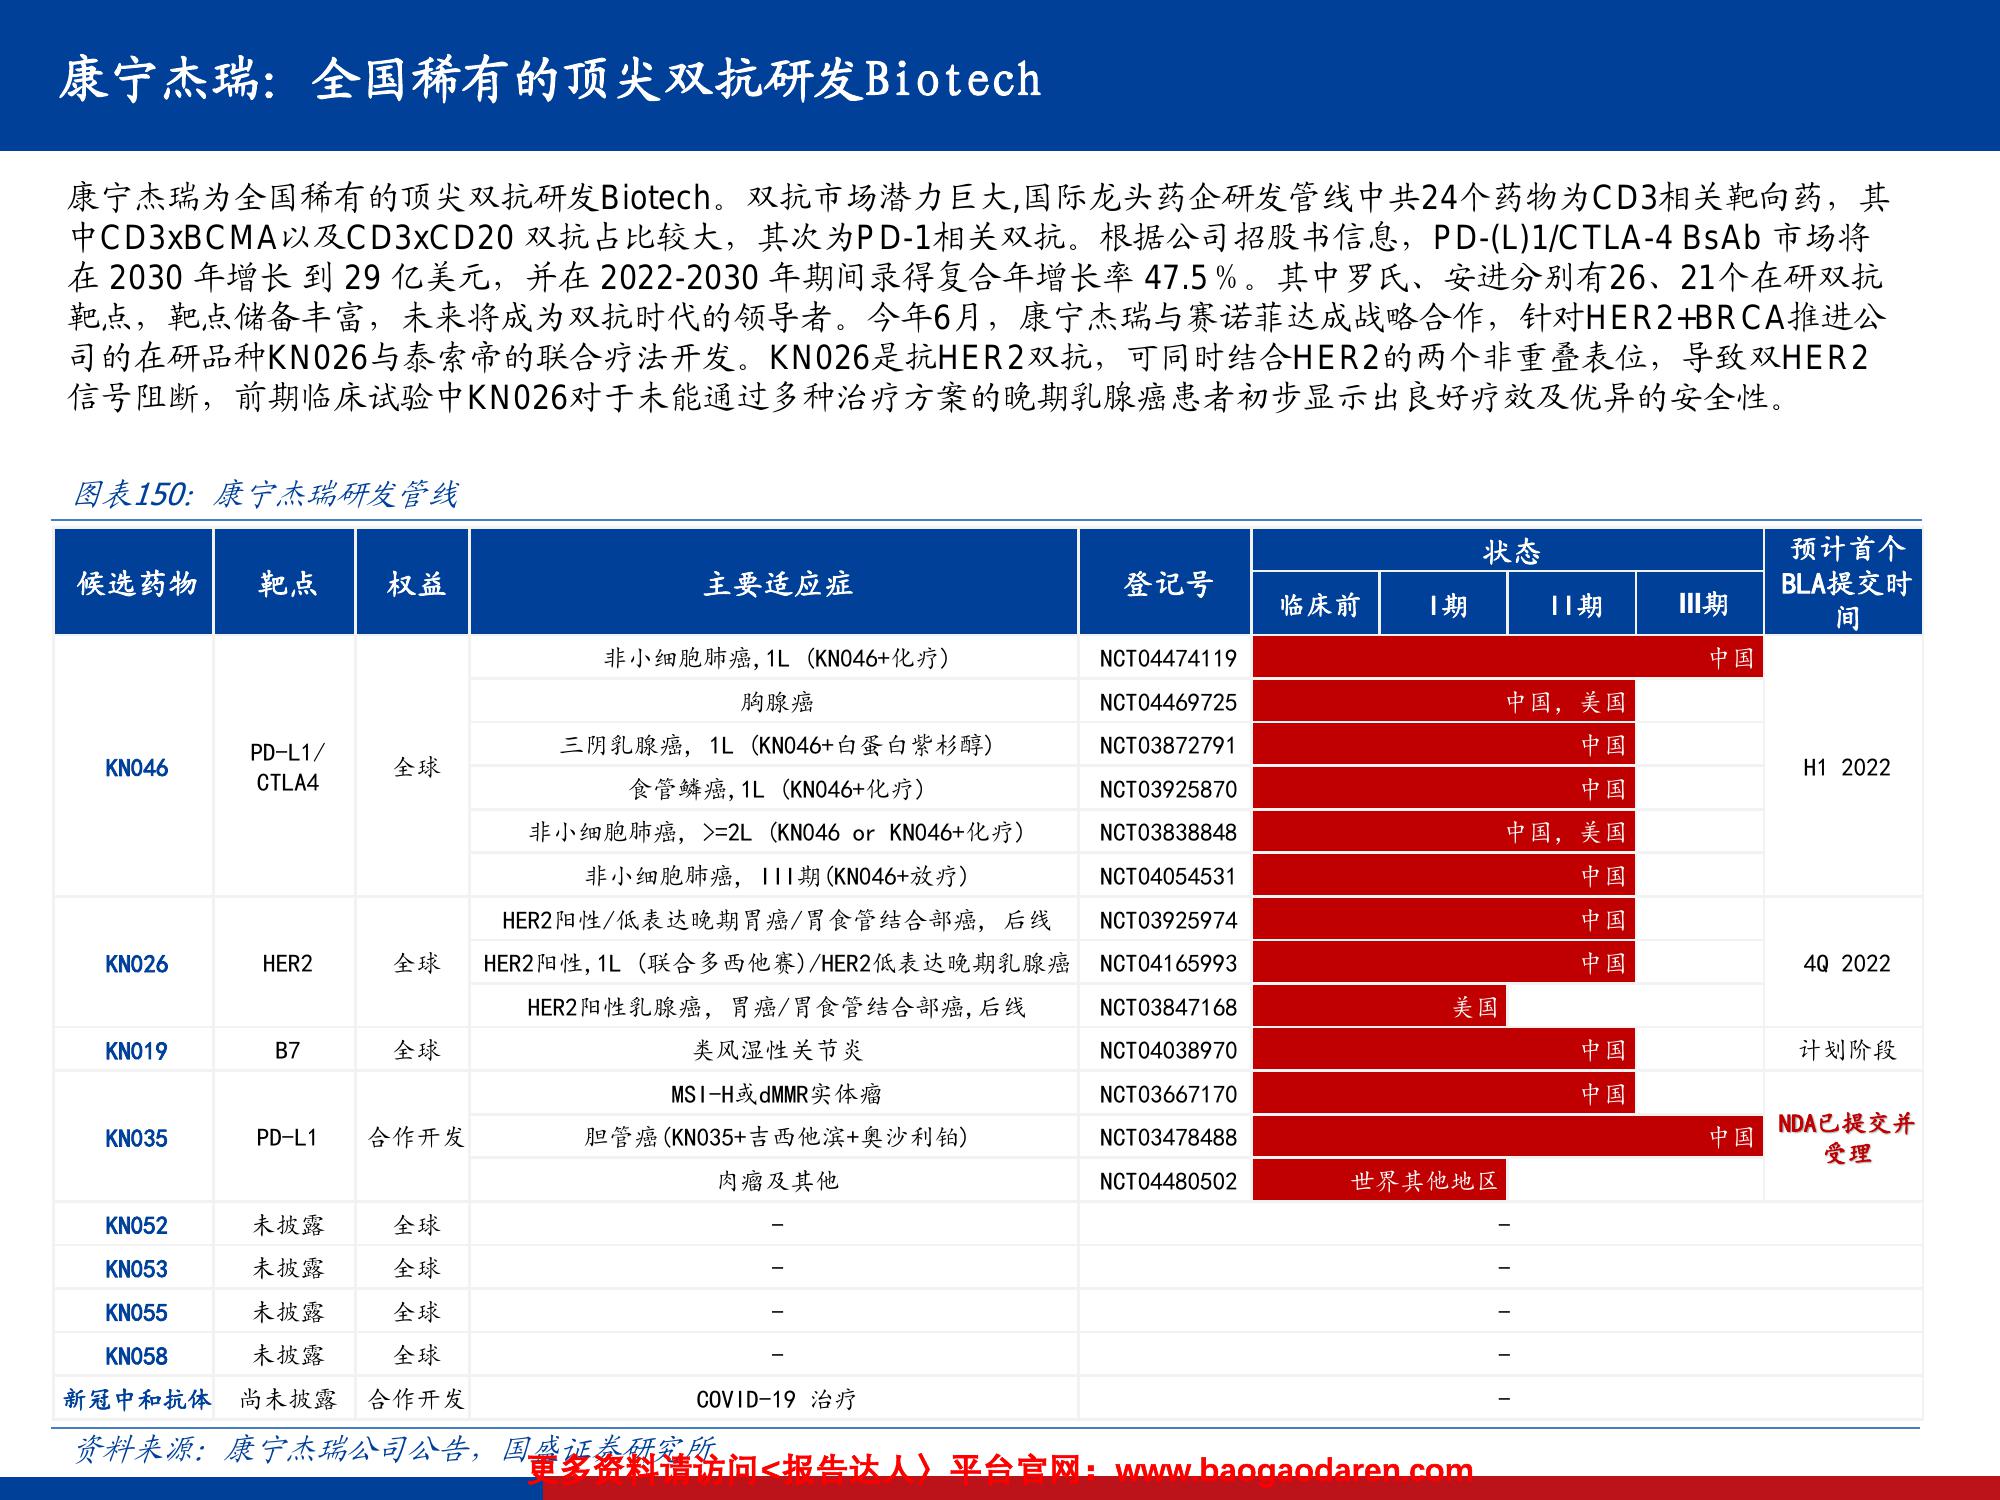 康宁杰瑞：全国稀有的顶尖双抗研发Biotech
康宁杰瑞为全国稀有的顶尖双抗研发Biotech。双抗市场潜力巨大,国际龙头药企研发管线中共24个药物为CD3相关靶向药，其
中CD3xBCMA以及CD3xCD20 双抗占比较大，其次为PD-1相关双抗。根据公司招股书信息，PD-(L)1/CTLA-4 BsAb 市场将
在 2030 年增长 到 29 亿美元，并在 2022-2030 年期间录得复合年增长率 47.5％。其中罗氏、安进分别有26、21个在研双抗
靶点，靶点储备丰富，未来将成为双抗时代的领导者。今年6月，康宁杰瑞与赛诺菲达成战略合作，针对HER2+BRCA推进公
司的在研品种KN026与泰索帝的联合疗法开发。KN026是抗HER2双抗，可同时结合HER2的两个非重叠表位，导致双HER2
信号阻断，前期临床试验中KN026对于未能通过多种治疗方案的晚期乳腺癌患者初步显示出良好疗效及优异的安全性。
图表150：康宁杰瑞研发管线
候选药物 靶点 权益 主要适应症 登记号 状态 预计首个BLA提交时间
临床前 I期 II期 III期
KN046 PD-L1/CTLA4 全球 H1 2022
非小细胞肺癌,1L (KN046+化疗) NCT04474119 中国
胸腺癌 NCT04469725 中国，美国
三阴乳腺癌，1L (KN046+白蛋白紫杉醇) NCT03872791 中国
食管鳞癌,1L (KN046+化疗) NCT03925870 中国
非小细胞肺癌，>=2L (KN046 or KN046+化疗) NCT03838848 中国，美国
非小细胞肺癌，III期(KN046+放疗) NCT04054531 中国
KN026 HER2 全球 4Q 2022
HER2阳性/低表达晚期胃癌/胃食管结合部癌，后线 NCT03925974 中国
HER2阳性,1L (联合多西他赛)/HER2低表达晚期乳腺癌 NCT04165993 中国
HER2阳性乳腺癌，胃癌/胃食管结合部癌,后线 NCT03847168 美国
KN019 B7 全球 类风湿性关节炎 NCT04038970 中国 计划阶段
KN035 PD-L1 合作开发 NDA已提交并受理
MSI-H或dMMR实体瘤 NCT03667170 中国
胆管癌(KN035+吉西他滨+奥沙利铂) NCT03478488 中国
肉瘤及其他 NCT04480502 世界其他地区
KN052 未披露 全球 - -
KN053 未披露 全球 - -
KN055 未披露 全球 - -
KN058 未披露 全球 - -
新冠中和抗体 尚未披露 合作开发 COVID-19 治疗 -
资料来源：康宁杰瑞公司公告，国盛证券研究所
更多资料请访问<报告达人〉平台官网：www.baogaodaren.com